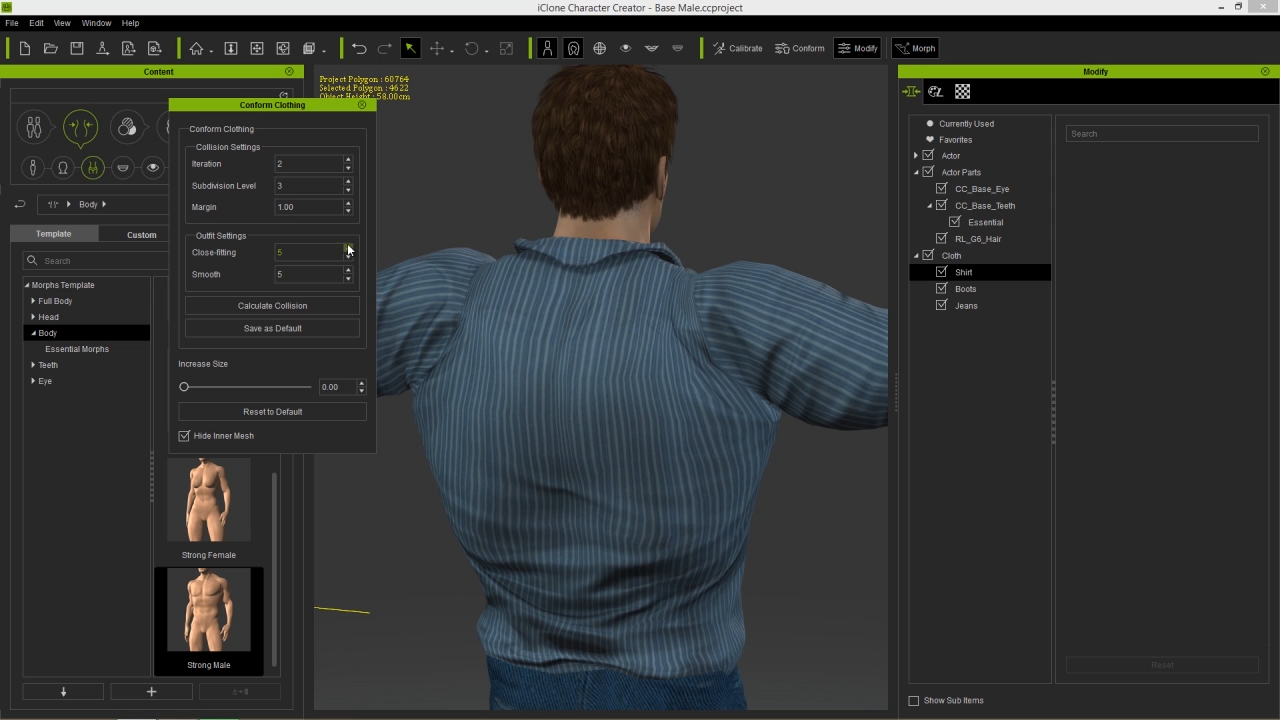 iClone Character Creator - Base Male.ccproject
File Edit View Window Help
Calibrate Conform Modify Morph
Content
Project Polygon : 60764
Selected Polygon : 4622
Object Height : 58.00cm
Modify
Conform Clothing
Conform Clothing
Collision Settings
Iteration 2
Subdivision Level 3
Margin 1.00
Outfit Settings
Close-fitting 5
Smooth 5
Calculate Collision
Save as Default
Increase Size
0.00
Reset to Default
Hide Inner Mesh
Body
Template Custom
Search
Morphs Template
Full Body
Head
Body
Essential Morphs
Teeth
Eye
Strong Female
Strong Male
Currently Used
Favorites
Actor
Actor Parts
CC_Base_Eye
CC_Base_Teeth
Essential
RL_G6_Hair
Cloth
Shirt
Boots
Jeans
Search
Reset
Show Sub Items